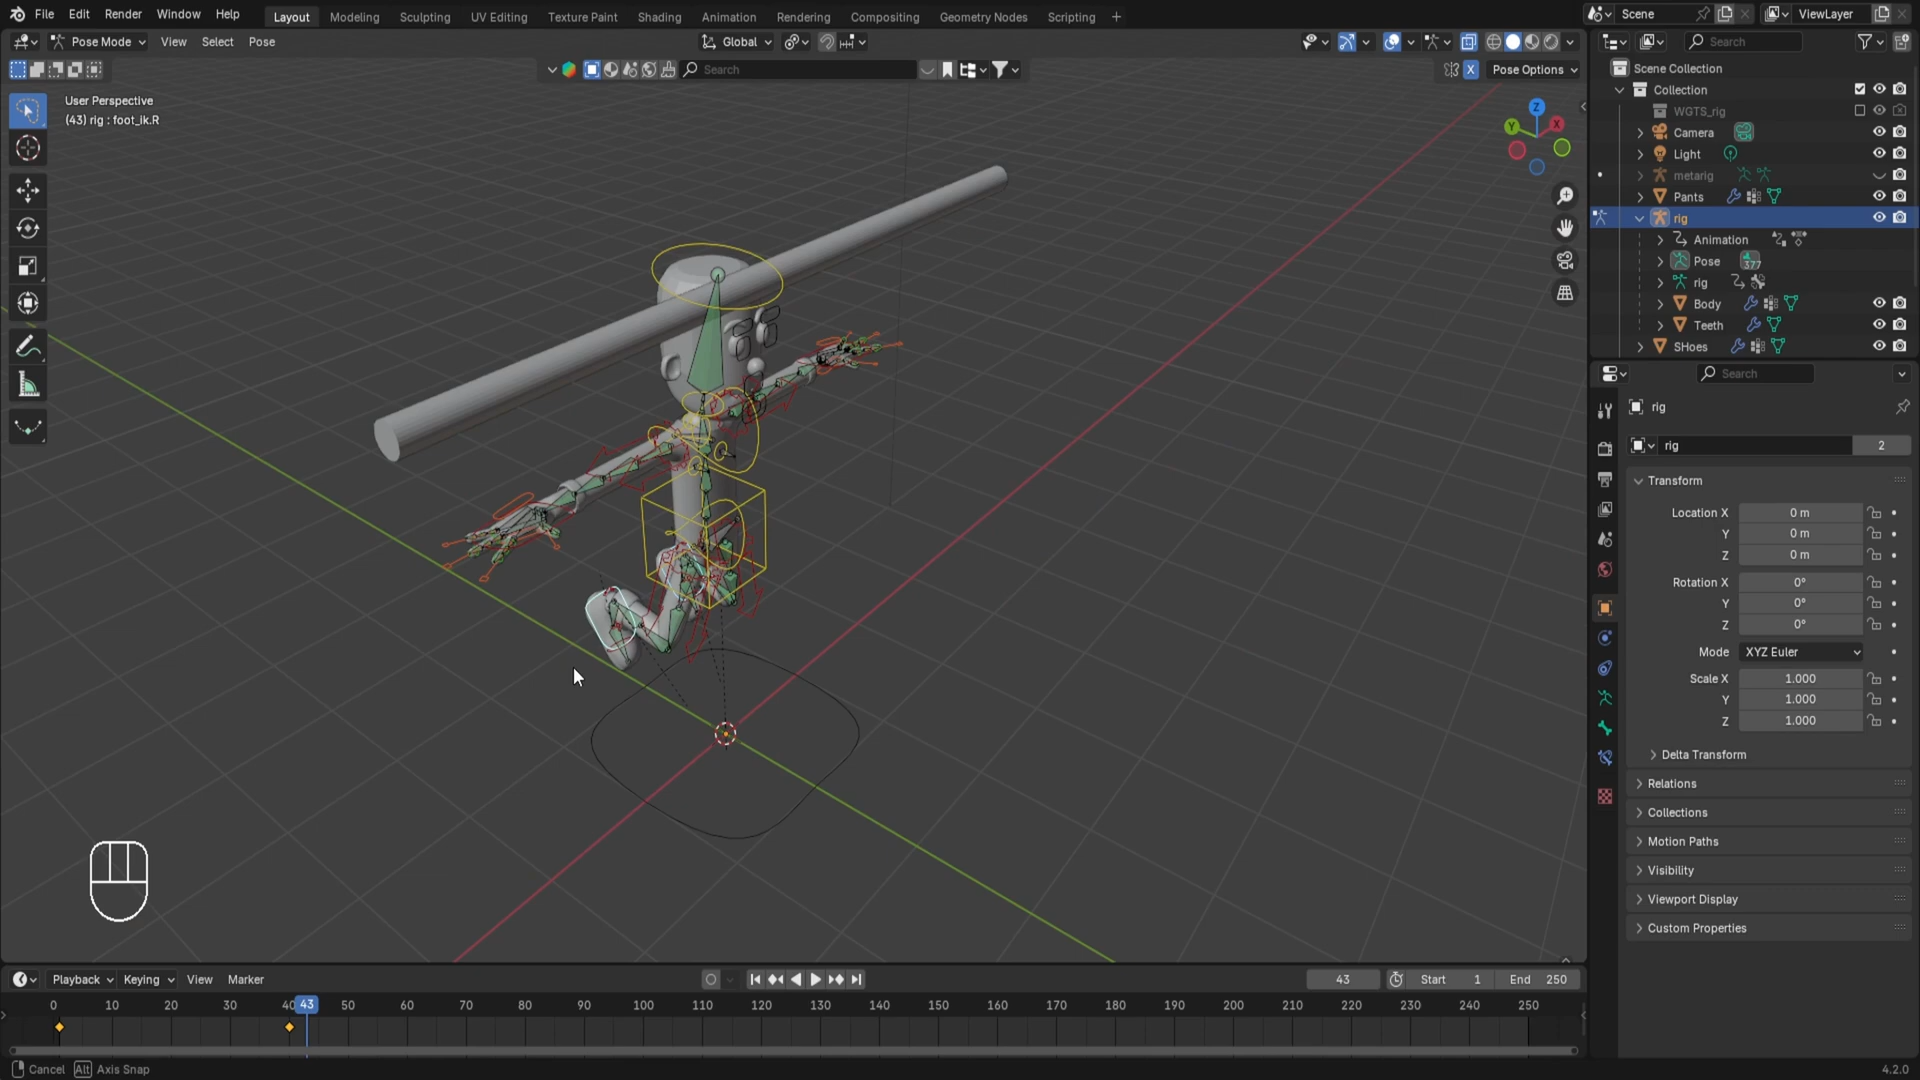 File Edit Render Window Help Layout Modeling Sculpting UV Editing Texture Paint Shading Animation Rendering Compositing Geometry Nodes Scripting + Scene ViewLayer
Pose Mode View Select Pose Global Search
Search X Pose Options
User Perspective
(43) rig : foot_ik.R
Z
Y
X
Scene Collection
Collection
WGTS_rig
Camera
Light
metarig
Pants
rig
Animation
Pose 377
rig
Body
Teeth
SHoes
Search
rig
rig 2
Transform
Location X 0 m
Y 0 m
Z 0 m
Rotation X 0°
Y 0°
Z 0°
Mode XYZ Euler
Scale X 1.000
Y 1.000
Z 1.000
Delta Transform
Relations
Collections
Motion Paths
Visibility
Viewport Display
Custom Properties
Playback Keying View Marker 43 Start 1 End 250
0 10 20 30 40 43 50 60 70 80 90 100 110 120 130 140 150 160 170 180 190 200 210 220 230 240 250
Cancel Alt Axis Snap 4.2.0